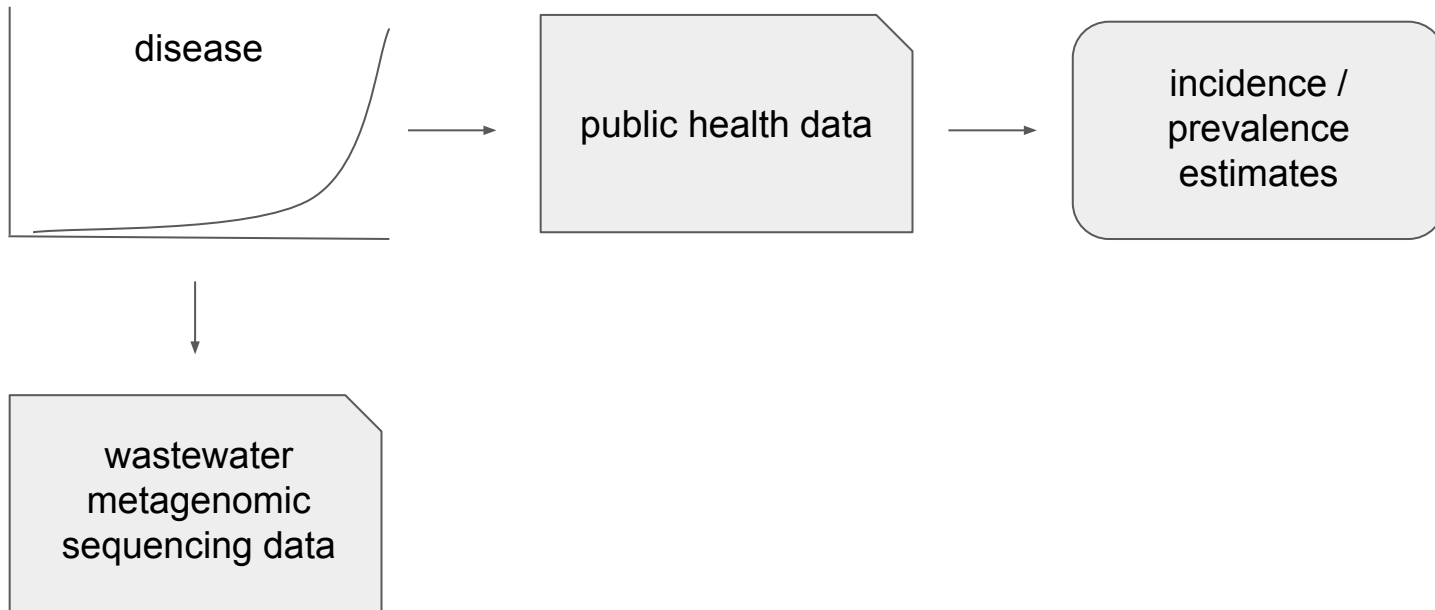 disease
public health data
incidence /
prevalence
estimates
wastewater
metagenomic
sequencing data